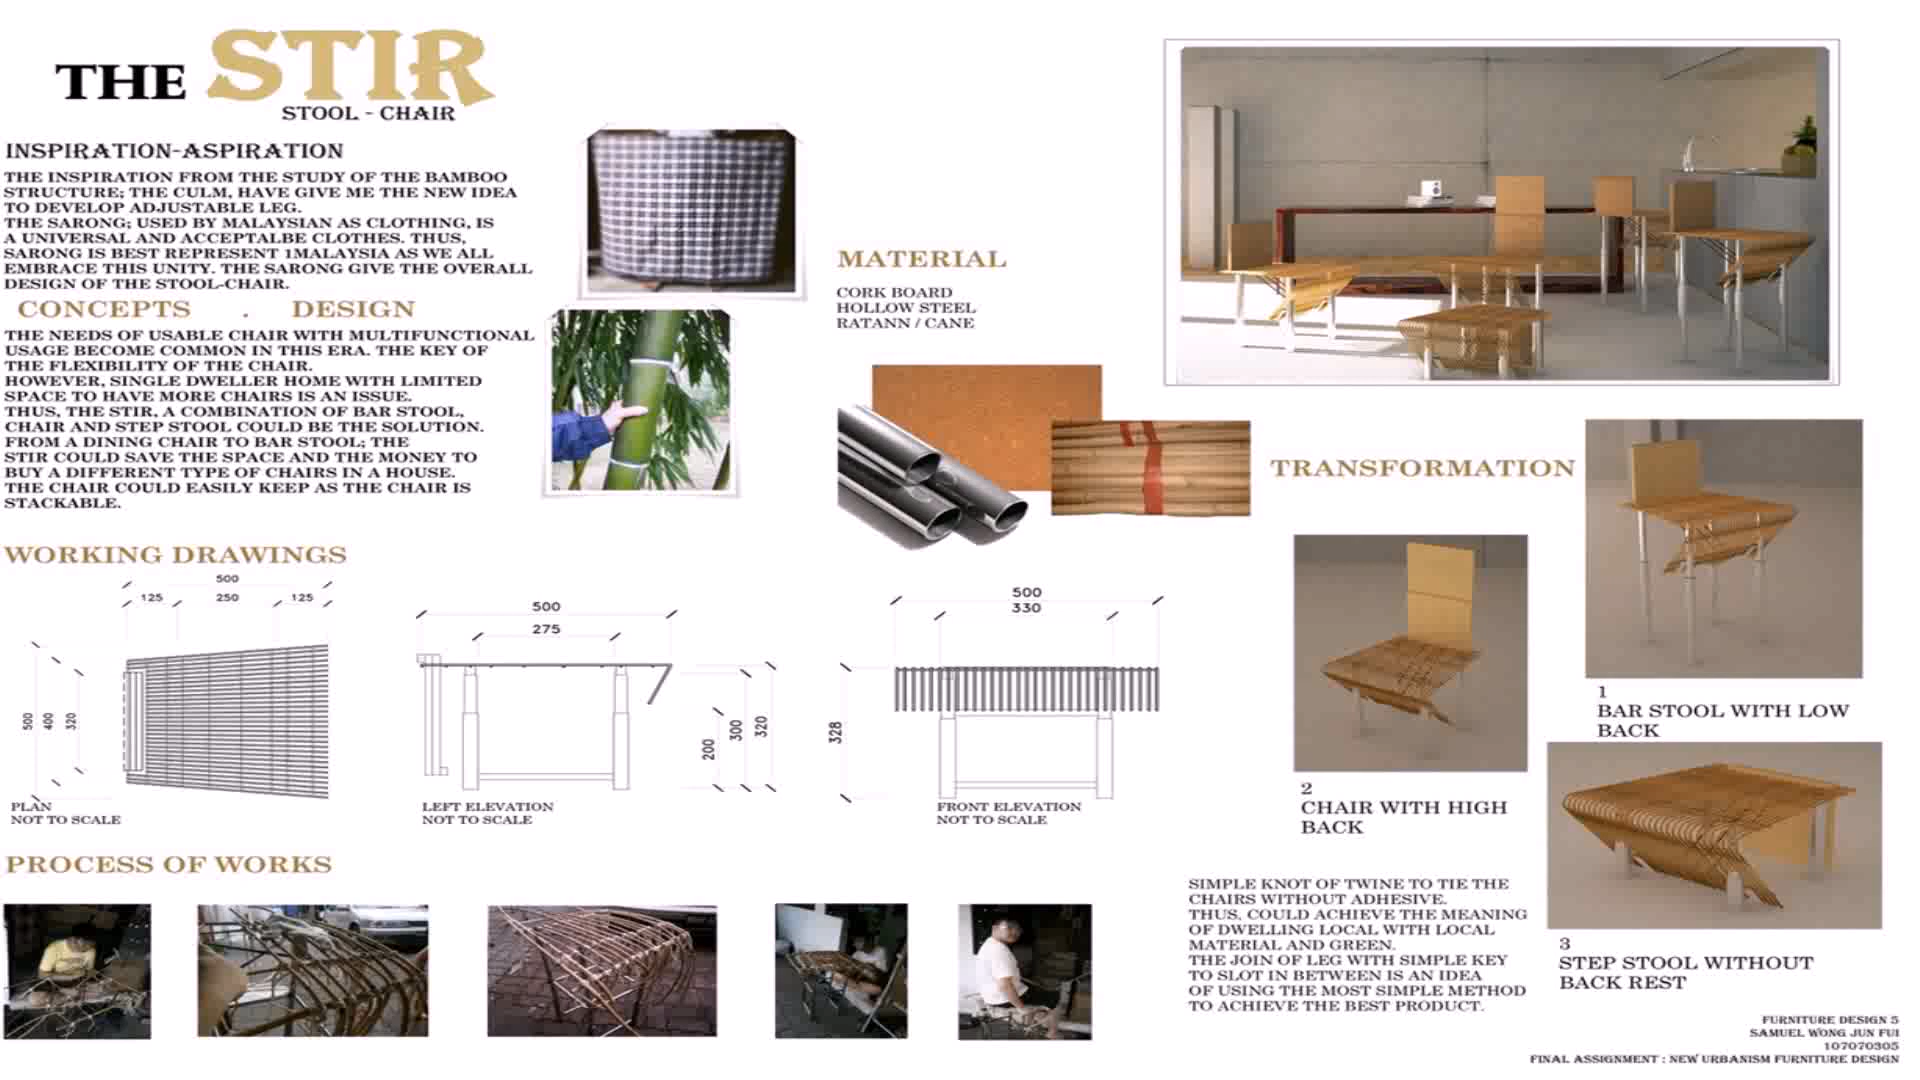 THE STIR
STOOL - CHAIR
INSPIRATION-ASPIRATION
THE INSPIRATION FROM THE STUDY OF THE BAMBOO
STRUCTURE; THE CULM, HAVE GIVE ME THE NEW IDEA
TO DEVELOP ADJUSTABLE LEG.
THE SARONG; USED BY MALAYSIAN AS CLOTHING, IS
A UNIVERSAL AND ACCEPTALBE CLOTHES. THUS,
SARONG IS BEST REPRESENT 1MALAYSIA AS WE ALL
EMBRACE THIS UNITY. THE SARONG GIVE THE OVERALL
DESIGN OF THE STOOL-CHAIR.
CONCEPTS . DESIGN
THE NEEDS OF USABLE CHAIR WITH MULTIFUNCTIONAL
USAGE BECOME COMMON IN THIS ERA. THE KEY OF
THE FLEXIBILITY OF THE CHAIR.
HOWEVER, SINGLE DWELLER HOME WITH LIMITED
SPACE TO HAVE MORE CHAIRS IS AN ISSUE.
THUS, THE STIR, A COMBINATION OF BAR STOOL,
CHAIR AND STEP STOOL COULD BE THE SOLUTION.
FROM A DINING CHAIR TO BAR STOOL; THE
STIR COULD SAVE THE SPACE AND THE MONEY TO
BUY A DIFFERENT TYPE OF CHAIRS IN A HOUSE.
THE CHAIR COULD EASILY KEEP AS THE CHAIR IS
STACKABLE.
MATERIAL
CORK BOARD
HOLLOW STEEL
RATANN / CANE
WORKING DRAWINGS
500
125 250 125
500 400 320
PLAN
NOT TO SCALE
500
275
200 300 320
LEFT ELEVATION
NOT TO SCALE
500
330
328
FRONT ELEVATION
NOT TO SCALE
TRANSFORMATION
1
BAR STOOL WITH LOW
BACK
2
CHAIR WITH HIGH
BACK
3
STEP STOOL WITHOUT
BACK REST
PROCESS OF WORKS
SIMPLE KNOT OF TWINE TO TIE THE
CHAIRS WITHOUT ADHESIVE.
THUS, COULD ACHIEVE THE MEANING
OF DWELLING LOCAL WITH LOCAL
MATERIAL AND GREEN.
THE JOIN OF LEG WITH SIMPLE KEY
TO SLOT IN BETWEEN IS AN IDEA
OF USING THE MOST SIMPLE METHOD
TO ACHIEVE THE BEST PRODUCT.
FURNITURE DESIGN 5
SAMUEL WONG JUN FUI
107070305
FINAL ASSIGNMENT : NEW URBANISM FURNITURE DESIGN